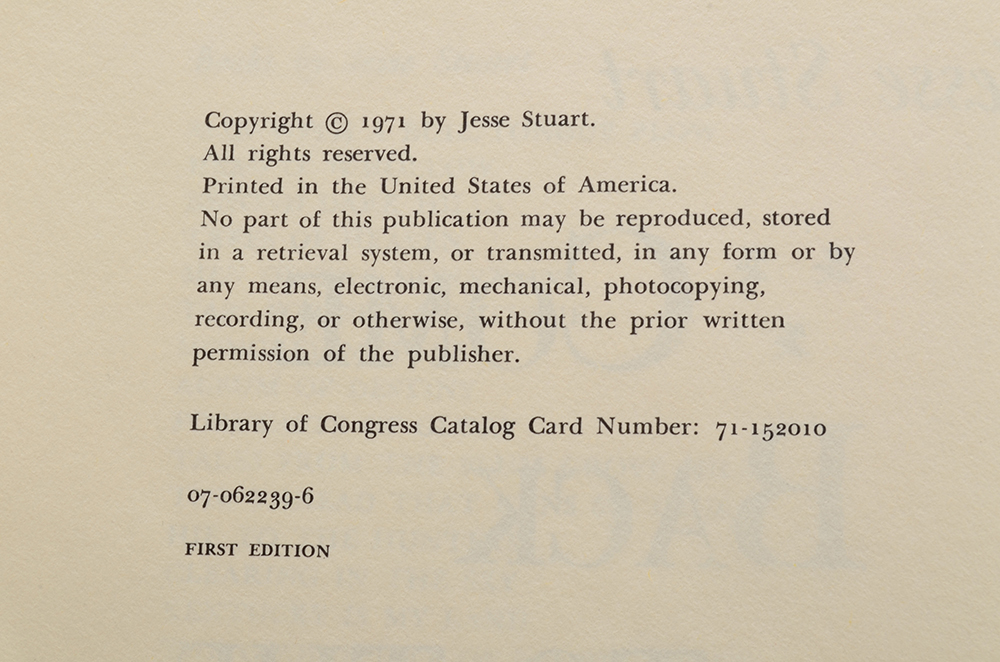 Copyright © 1971 by Jesse Stuart.
All rights reserved.
Printed in the United States of America.
No part of this publication may be reproduced, stored
in a retrieval system, or transmitted, in any form or by
any means, electronic, mechanical, photocopying,
recording, or otherwise, without the prior written
permission of the publisher.
Library of Congress Catalog Card Number: 71-152010
07-062239-6
FIRST EDITION